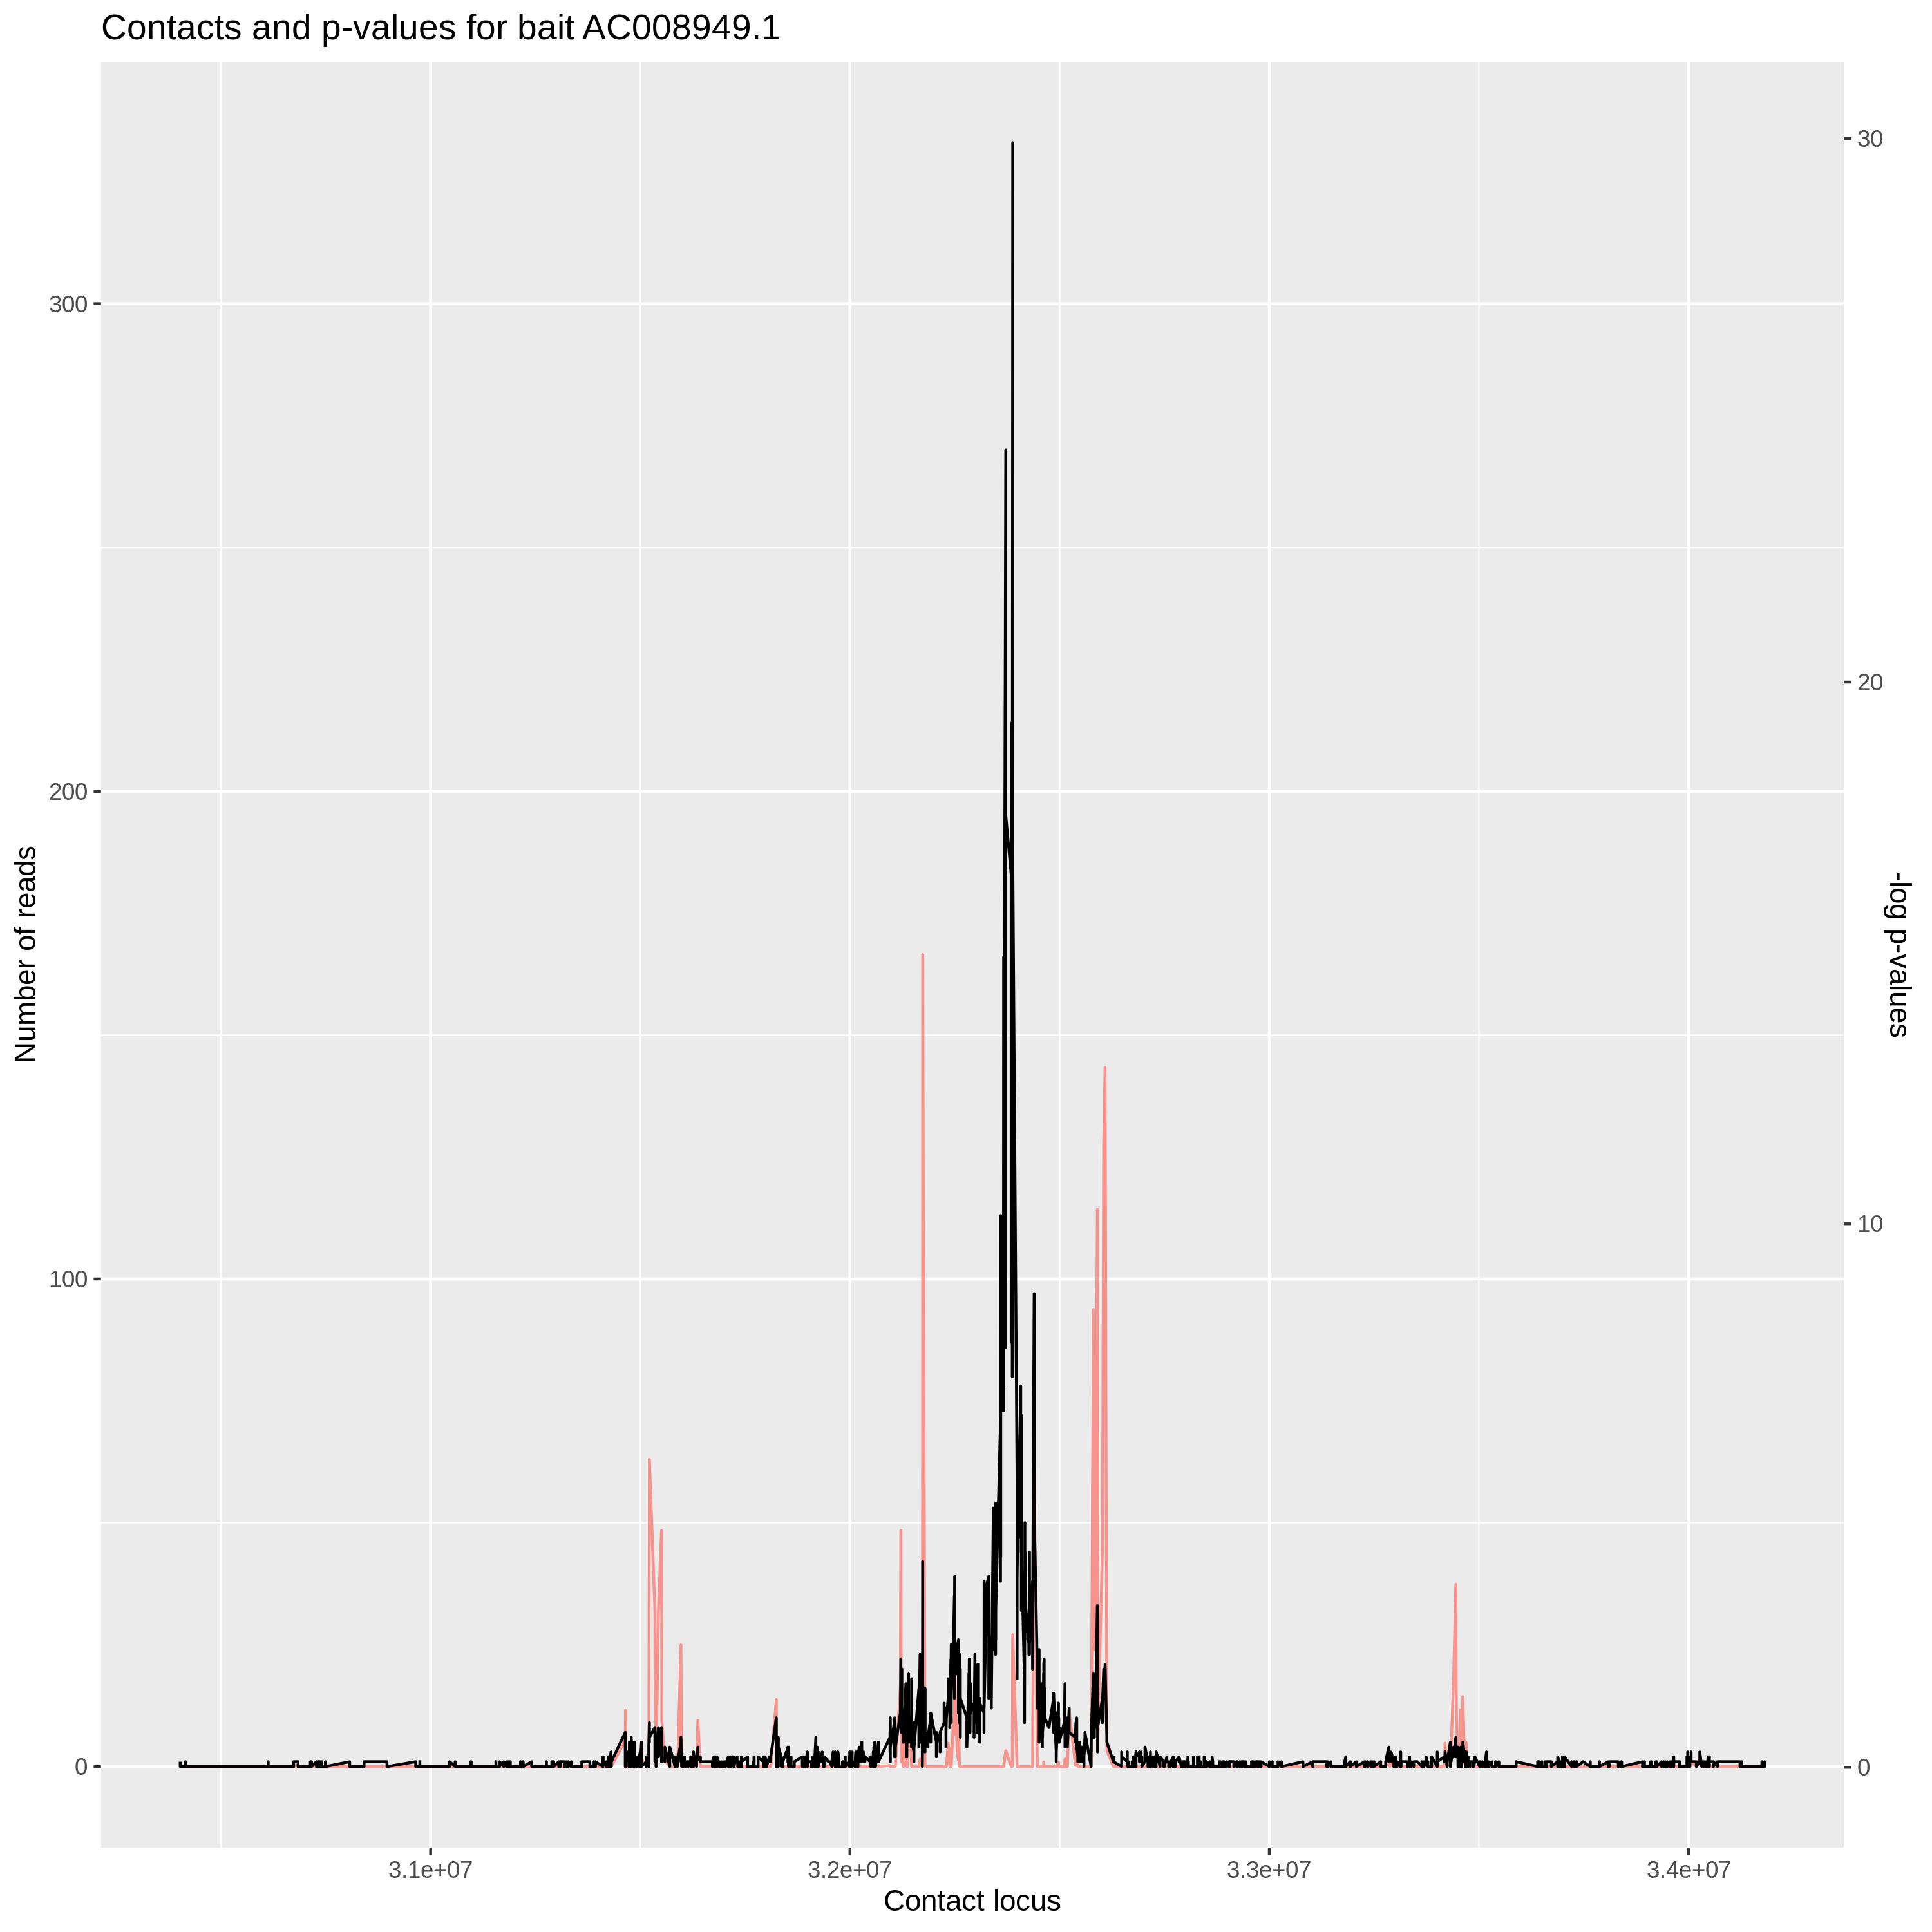 Contacts and p-values for bait AC008949.1
300
200
100
0
Number of reads
30
20
10
0
-log p-values
3.1e+07
3.2e+07
3.3e+07
3.4e+07
Contact locus